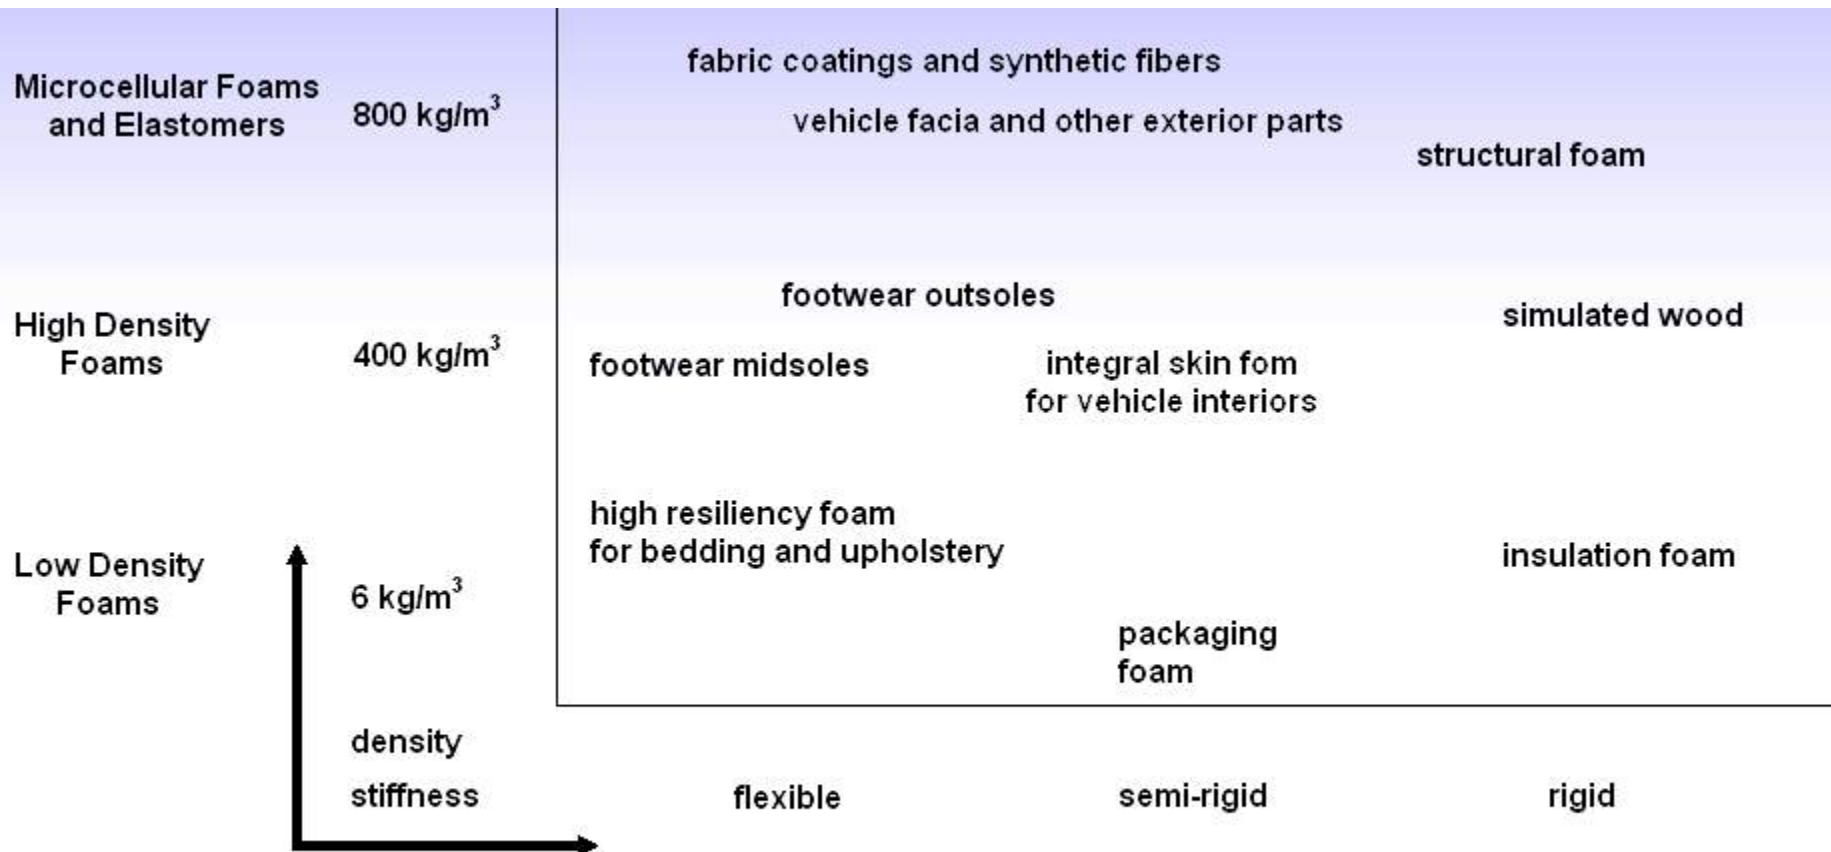 fabric coatings and synthetic fibers
Microcellular Foams
and Elastomers
800 kg/m³
vehicle facia and other exterior parts
structural foam
footwear outsoles
simulated wood
High Density
Foams
400 kg/m³
footwear midsoles
integral skin fom
for vehicle interiors
high resiliency foam
for bedding and upholstery
insulation foam
Low Density
Foams
6 kg/m³
packaging
foam
density
stiffness
flexible
semi-rigid
rigid